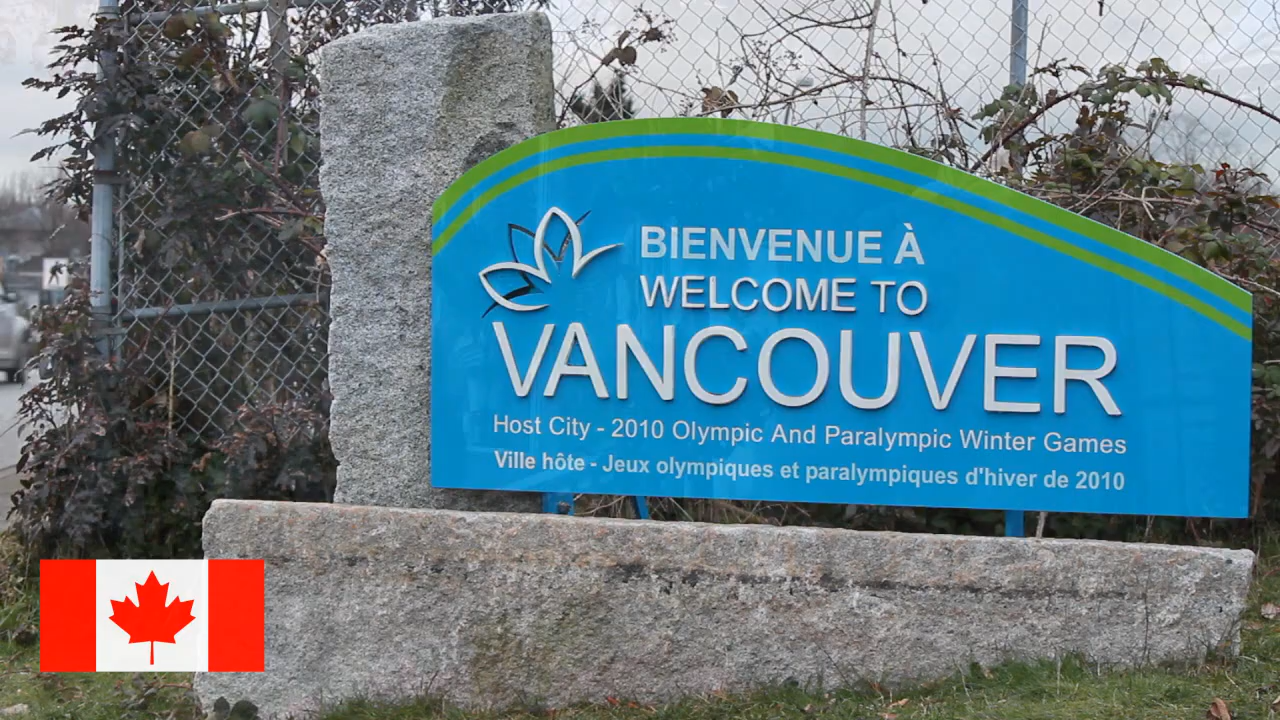 BIENVENUE À
WELCOME TO
VANCOUVER
Host City - 2010 Olympic And Paralympic Winter Games
Ville hôte - Jeux olympiques et paralympiques d'hiver de 2010